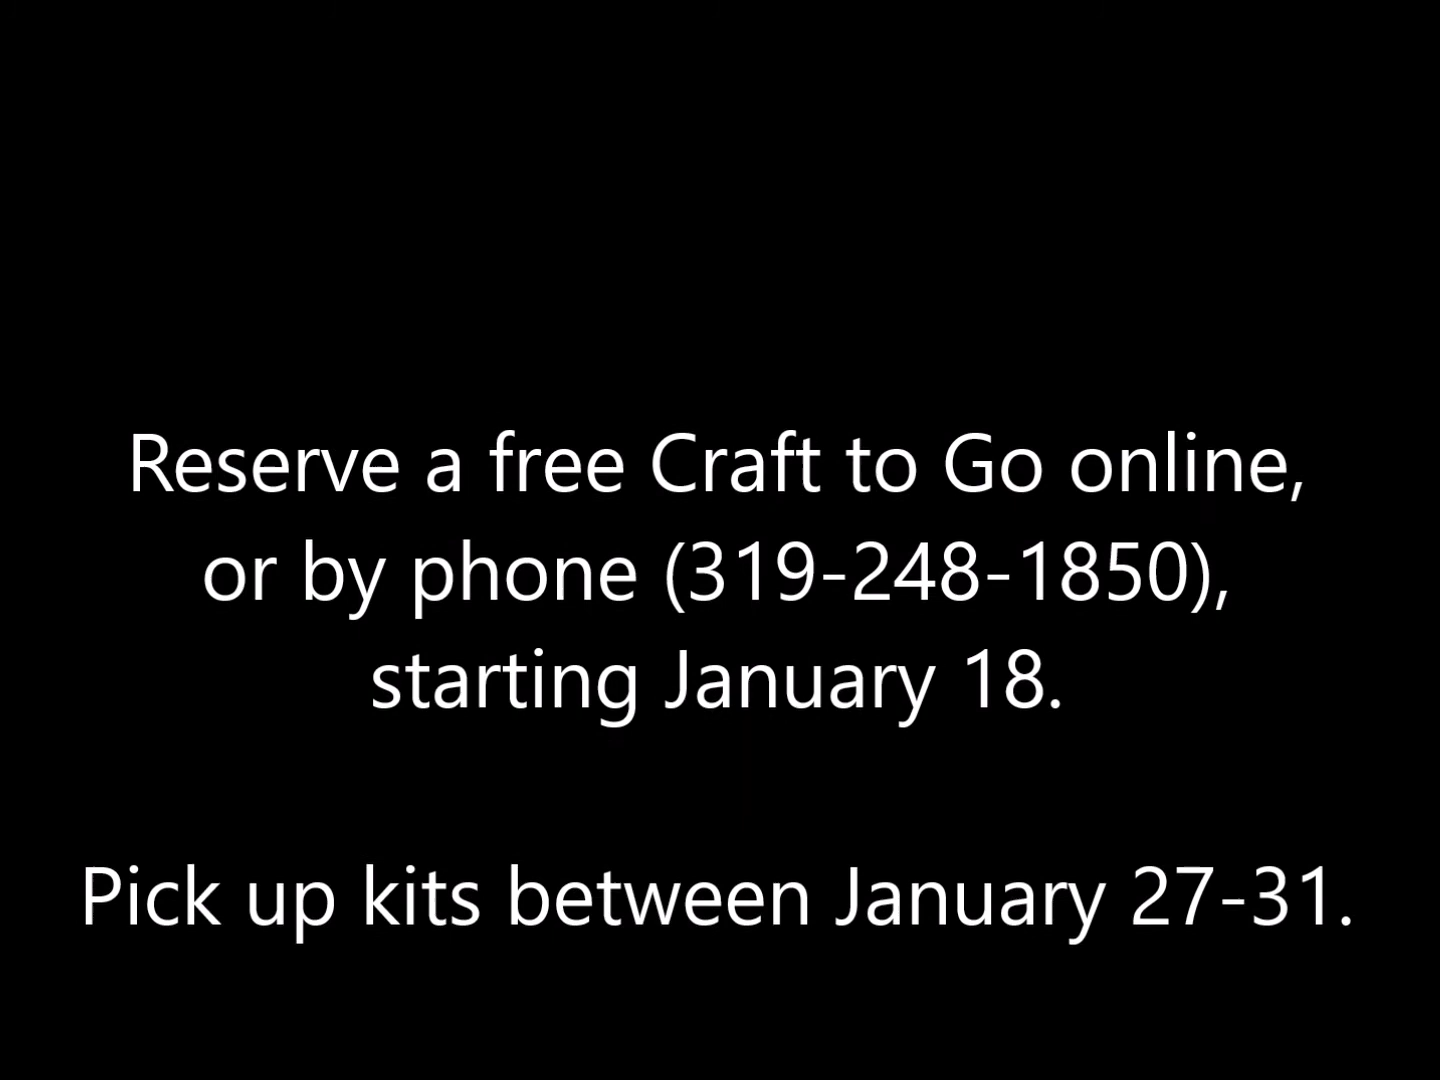 Reserve a free Craft to Go online,
or by phone (319-248-1850),
starting January 18.
Pick up kits between January 27-31.